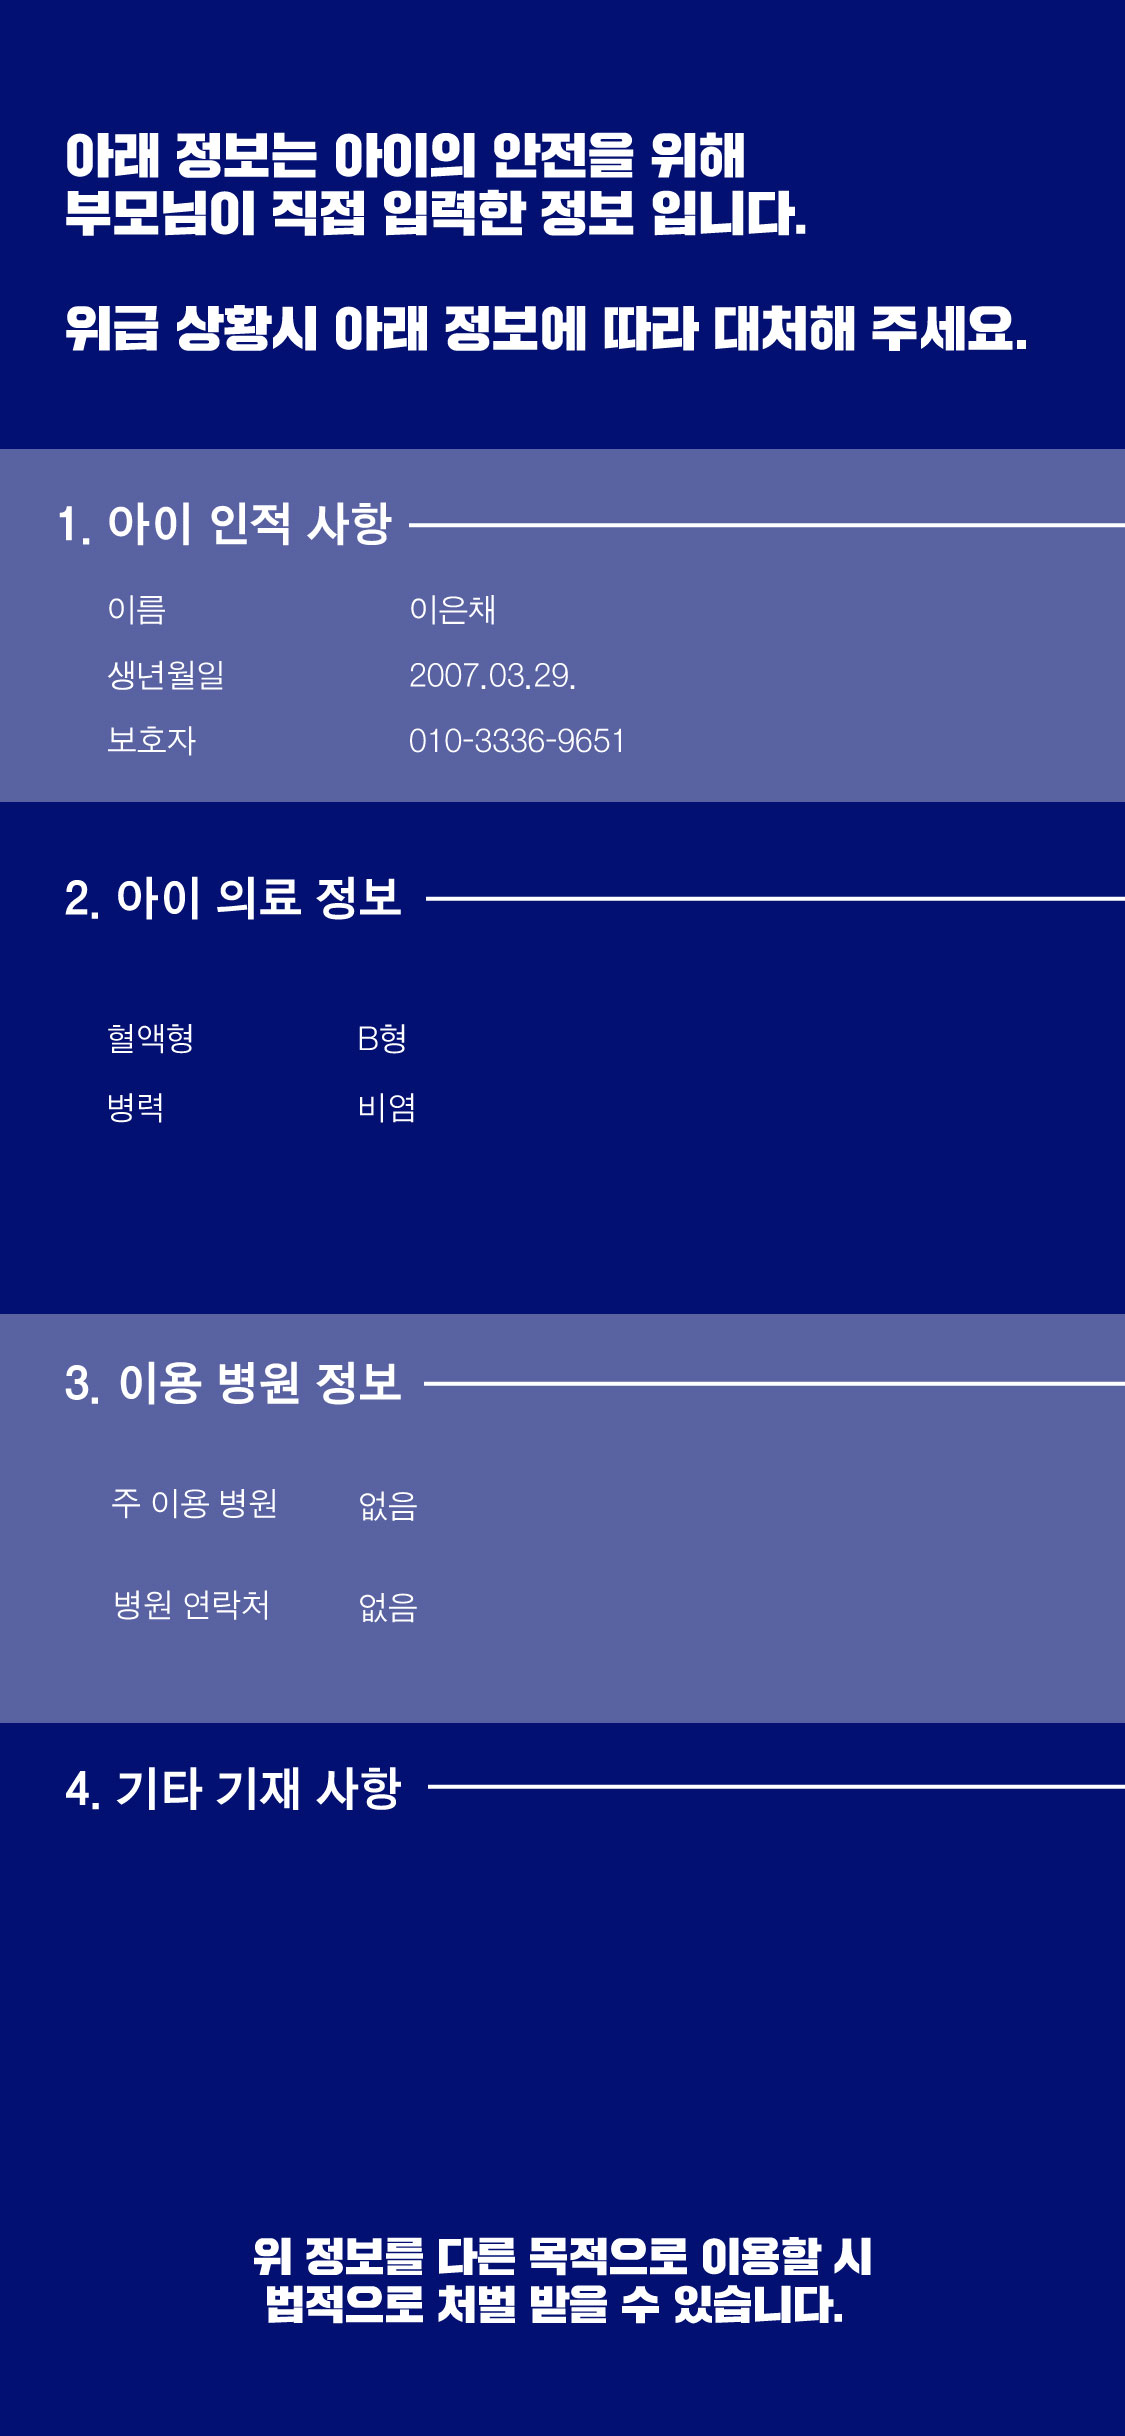 아래 정보는 아이의 안전을 위해
부모님이 직접 입력한 정보 입니다.
위급 상황시 아래 정보에 따라 대처해 주세요.
1. 아이 인적 사항
이름 이은채
생년월일 2007.03.29.
보호자 010-3336-9651
2. 아이 의료 정보
혈액형 B형
병력 비염
3. 이용 병원 정보
주 이용 병원 없음
병원 연락처 없음
4. 기타 기재 사항
위 정보를 다른 목적으로 이용할 시
법적으로 처벌 받을 수 있습니다.